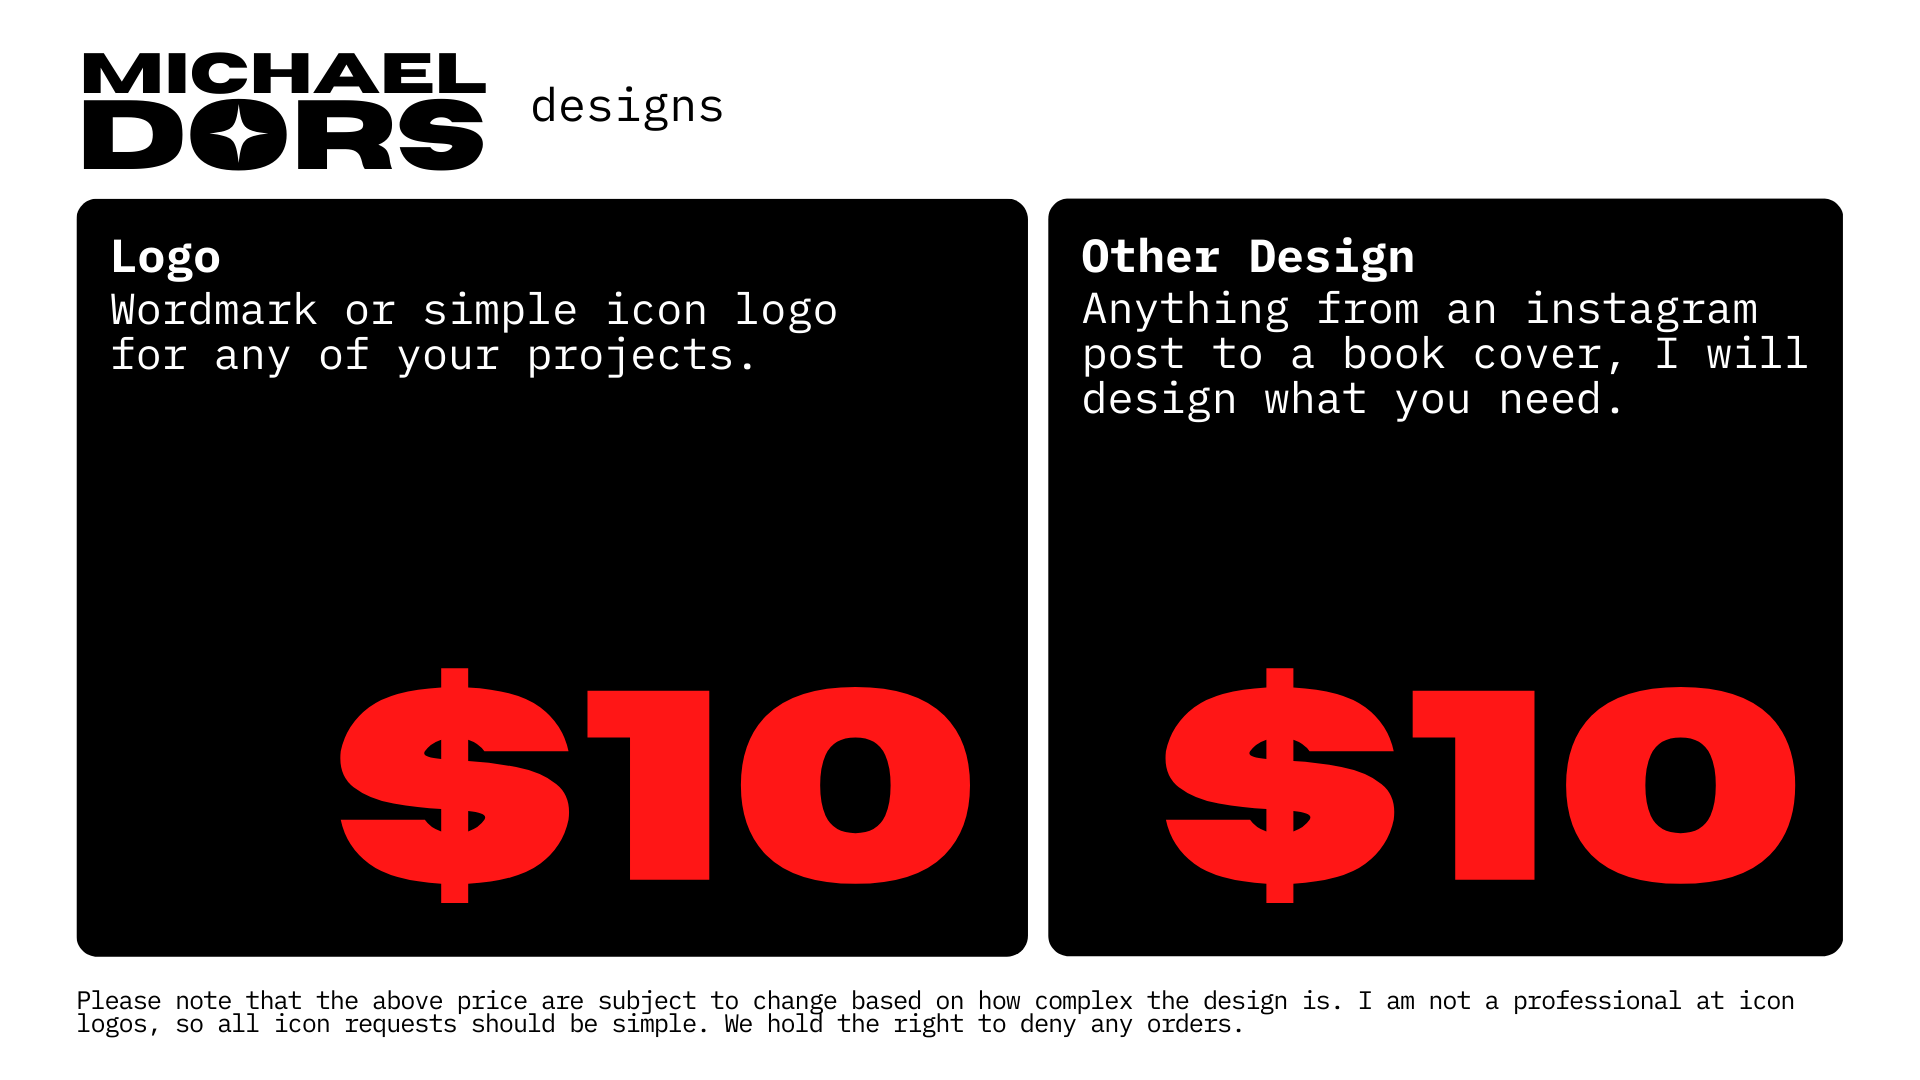 MICHAEL
DORS
designs
Logo
Wordmark or simple icon logo
for any of your projects.
$10
Other Design
Anything from an instagram
post to a book cover, I will
design what you need.
$10
Please note that the above price are subject to change based on how complex the design is. I am not a professional at icon
logos, so all icon requests should be simple. We hold the right to deny any orders.